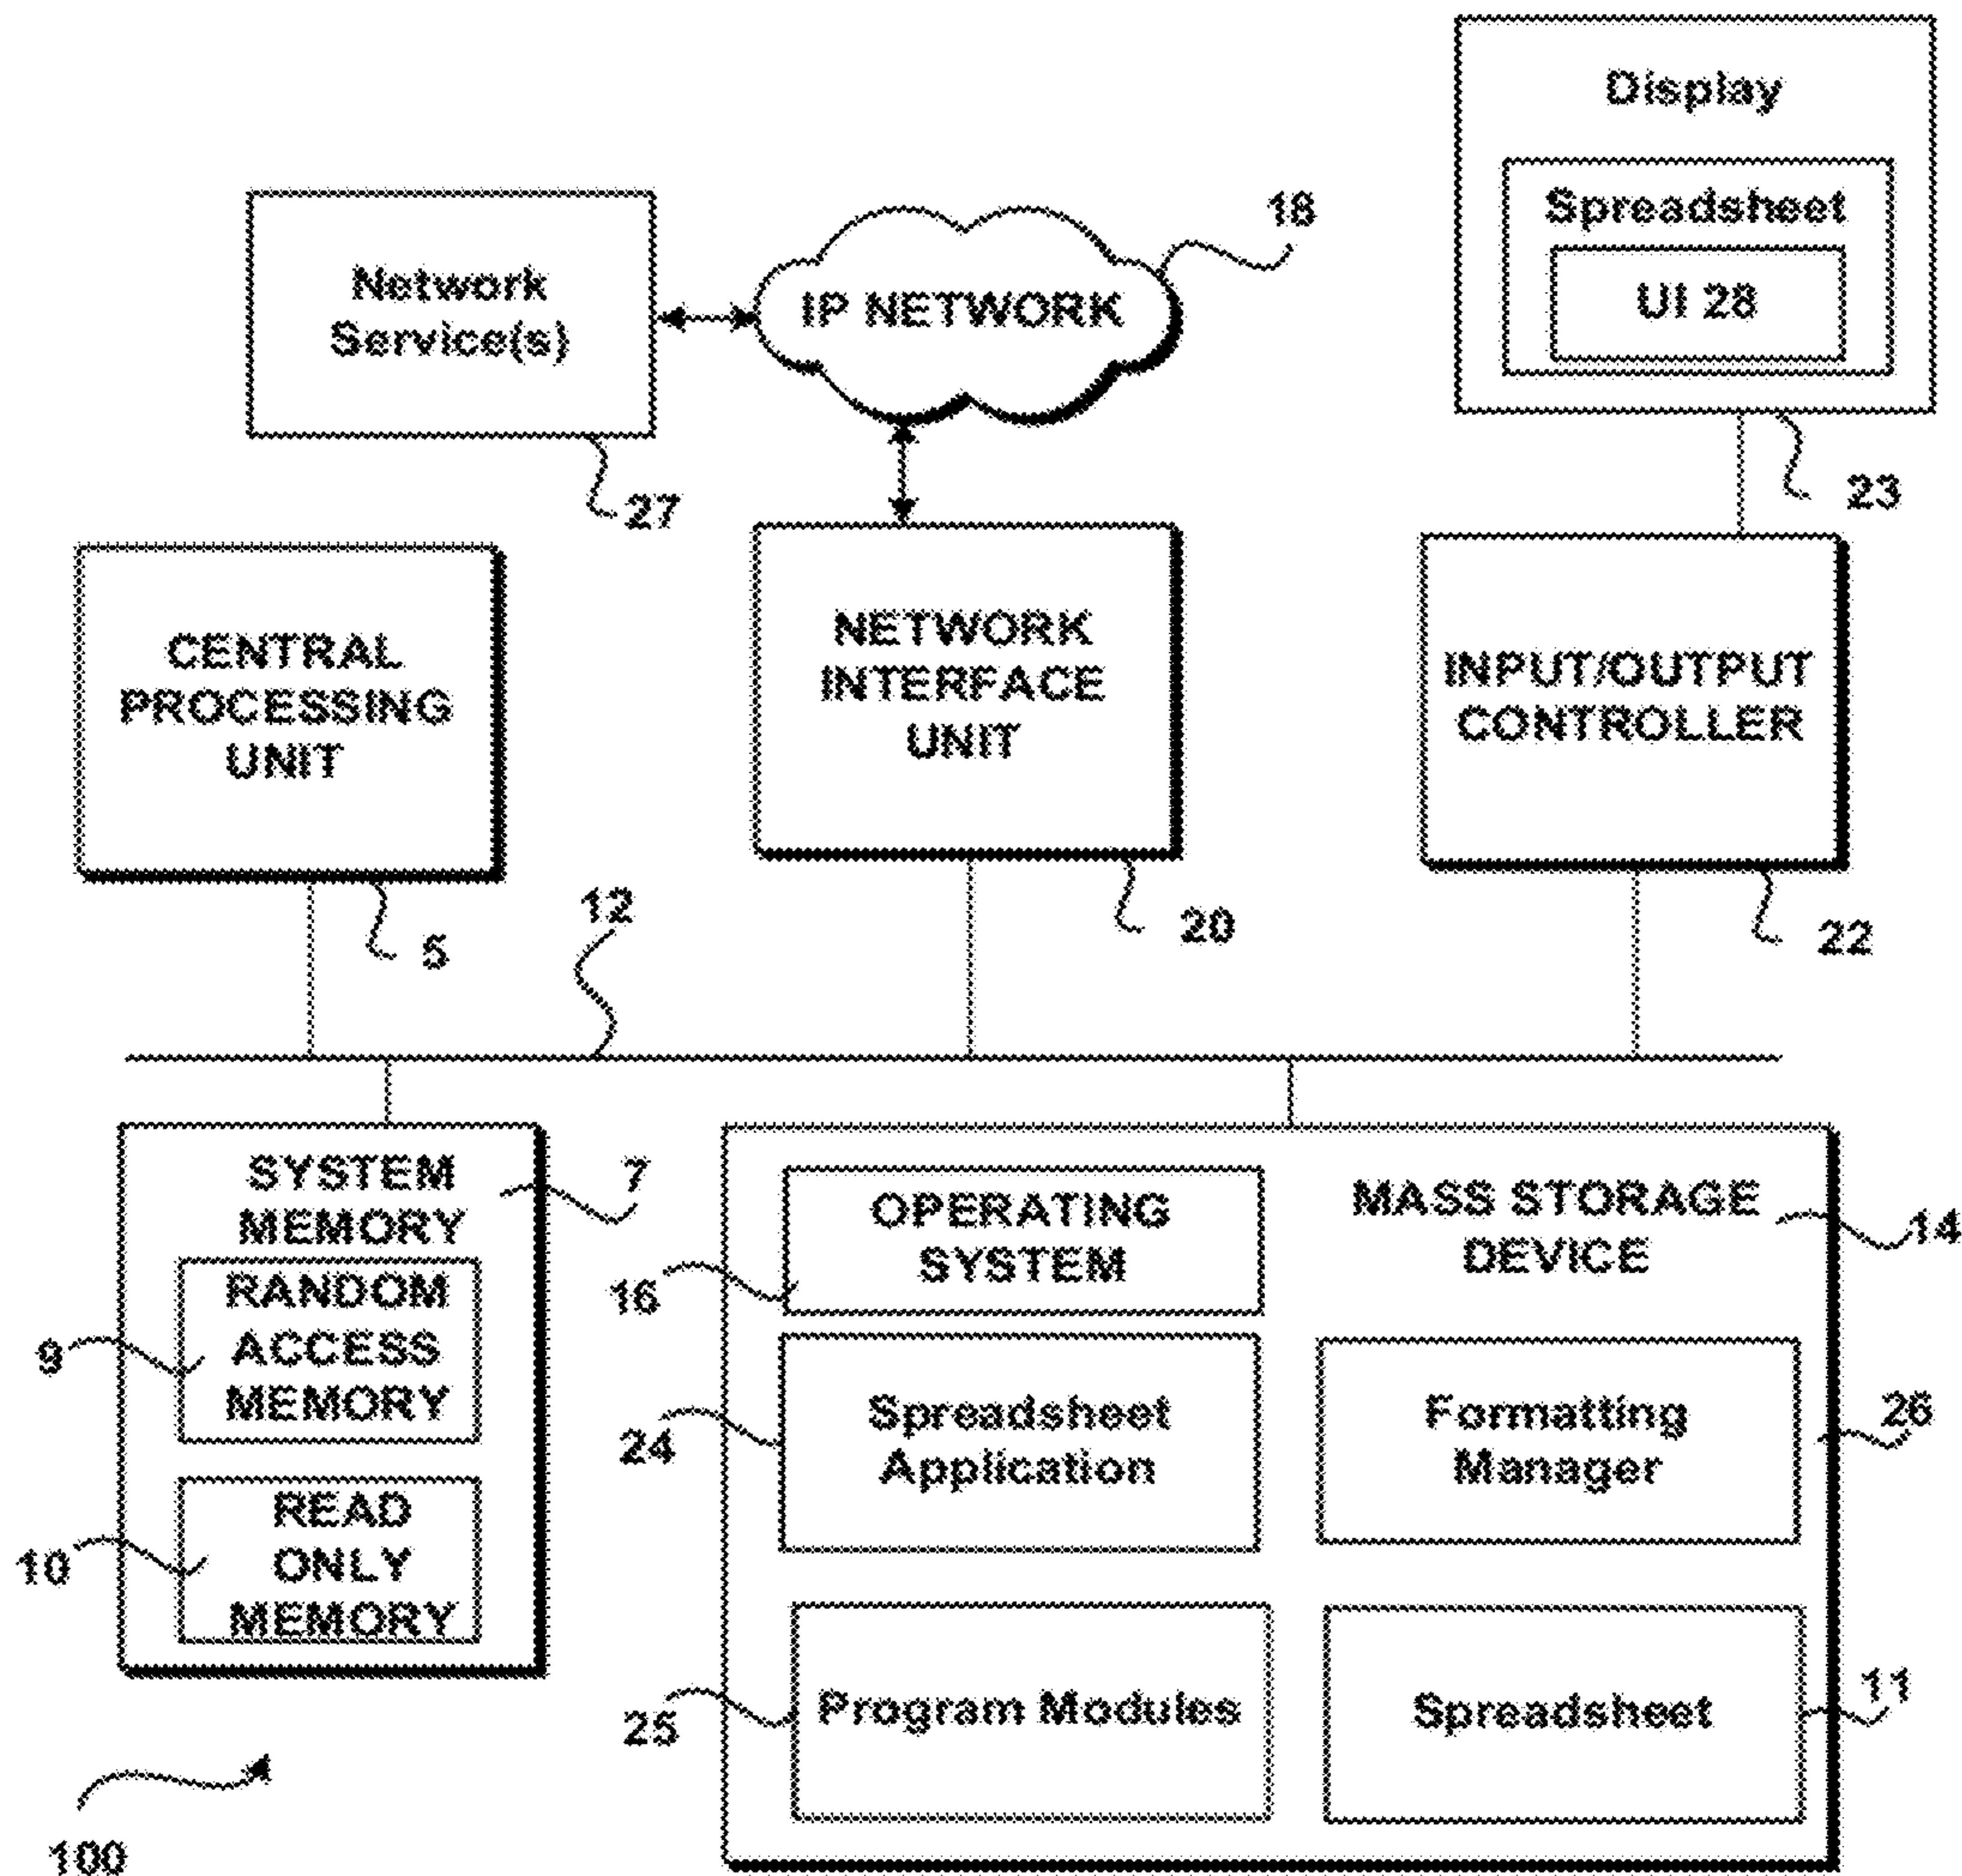 Display
Spreadsheet
UI 28
23
Network
Service(s)
27
IP NETWORK
18
CENTRAL
PROCESSING
UNIT
5
NETWORK
INTERFACE
UNIT
20
INPUT/OUTPUT
CONTROLLER
22
12
SYSTEM
MEMORY
7
RANDOM
ACCESS
MEMORY
9
READ
ONLY
MEMORY
10
OPERATING
SYSTEM
16
MASS STORAGE
DEVICE
14
Spreadsheet
Application
24
Formatting
Manager
26
Program Modules
25
Spreadsheet
11
100